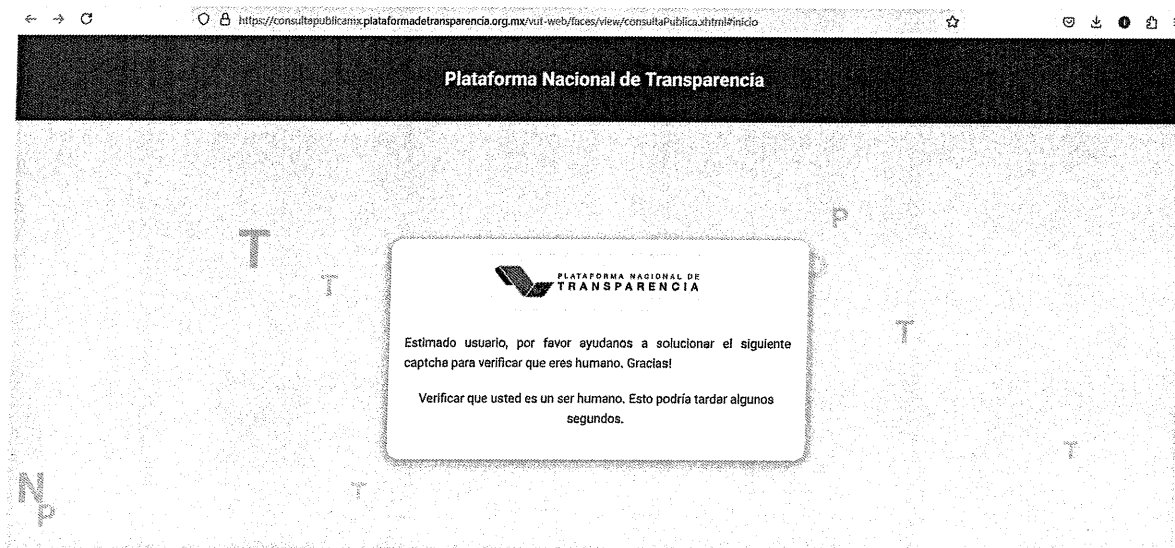 https://consultapublicamx.plataformadetransparencia.org.mx/vut-web/faces/view/consultaPublica.xhtml#inicio
Plataforma Nacional de Transparencia
P
T
T
T
PLATAFORMA NACIONAL DE
TRANSPARENCIA
Estimado usuario, por favor ayudanos a solucionar el siguiente
captcha para verificar que eres humano. Gracias!
Verificar que usted es un ser humano. Esto podría tardar algunos
segundos.
T
N
P
T